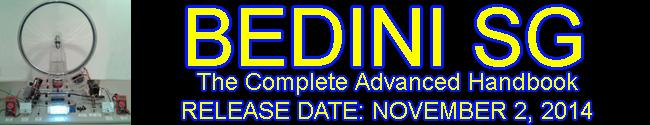 BEDINI SG
The Complete Advanced Handbook
RELEASE DATE: NOVEMBER 2, 2014